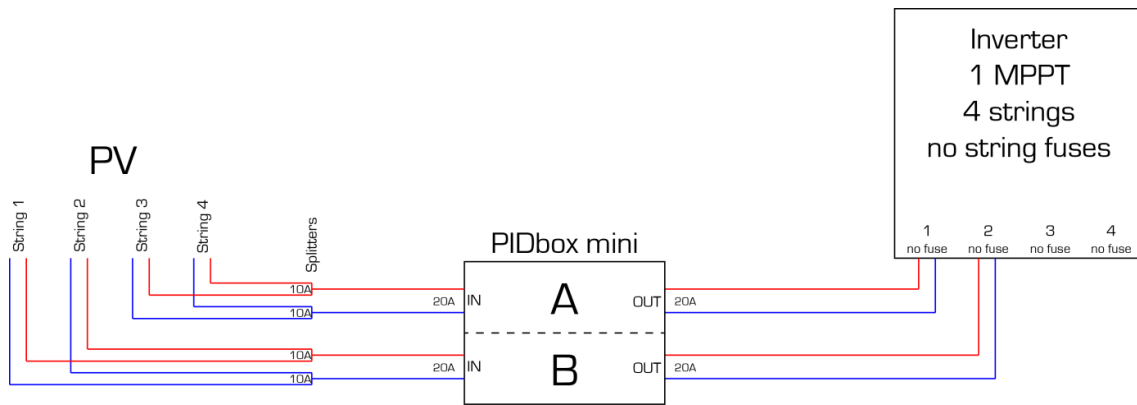 Inverter
1 MPPT
4 strings
no string fuses
PV
String 1
String 2
String 3
String 4
Splitters
1 2 3 4
no fuse no fuse no fuse no fuse
PIDbox mini
10A
20A IN A OUT 20A
10A
10A
20A IN B OUT 20A
10A